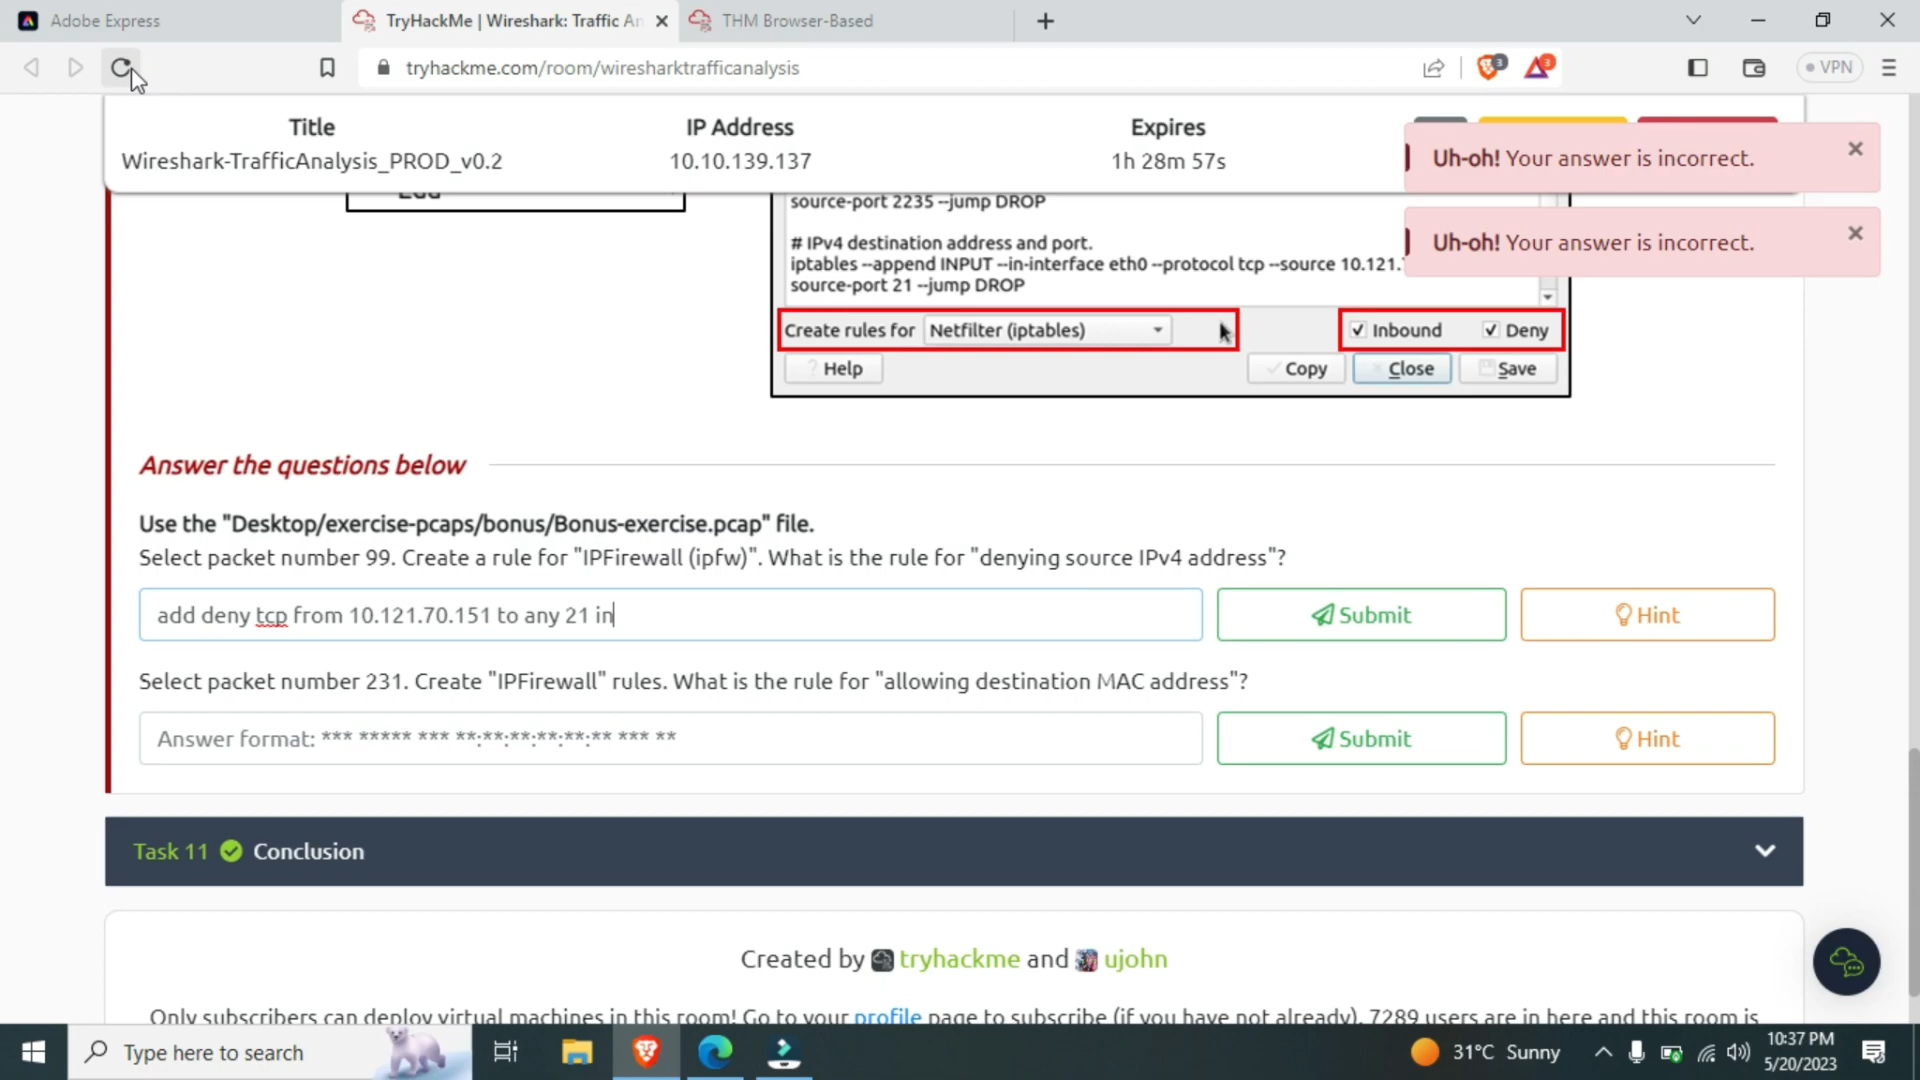 Adobe Express
TryHackMe | Wireshark: Traffic An
THM Browser-Based
tryhackme.com/room/wiresharktrafficanalysis
3
3
VPN
Title
IP Address
Expires
Wireshark-TrafficAnalysis_PROD_v0.2
10.10.139.137
1h 28m 57s
Uh-oh! Your answer is incorrect.
Uh-oh! Your answer is incorrect.
source-port 2235 --jump DROP
# IPv4 destination address and port.
iptables --append INPUT --in-interface eth0 --protocol tcp --source 10.121.
source-port 21 --jump DROP
Create rules for Netfilter (iptables)
Inbound
Deny
Help
Copy
Close
Save
Answer the questions below
Use the "Desktop/exercise-pcaps/bonus/Bonus-exercise.pcap" file.
Select packet number 99. Create a rule for "IPFirewall (ipfw)". What is the rule for "denying source IPv4 address"?
add deny tcp from 10.121.70.151 to any 21 in
Submit
Hint
Select packet number 231. Create "IPFirewall" rules. What is the rule for "allowing destination MAC address"?
Answer format: *** ***** *** **:**:**:**:**:** *** **
Submit
Hint
Task 11 Conclusion
Created by tryhackme and ujohn
Only subscribers can deploy virtual machines in this room! Go to your profile page to subscribe (if you have not already). 7289 users are in here and this room is
Type here to search
31°C Sunny
10:37 PM
5/20/2023